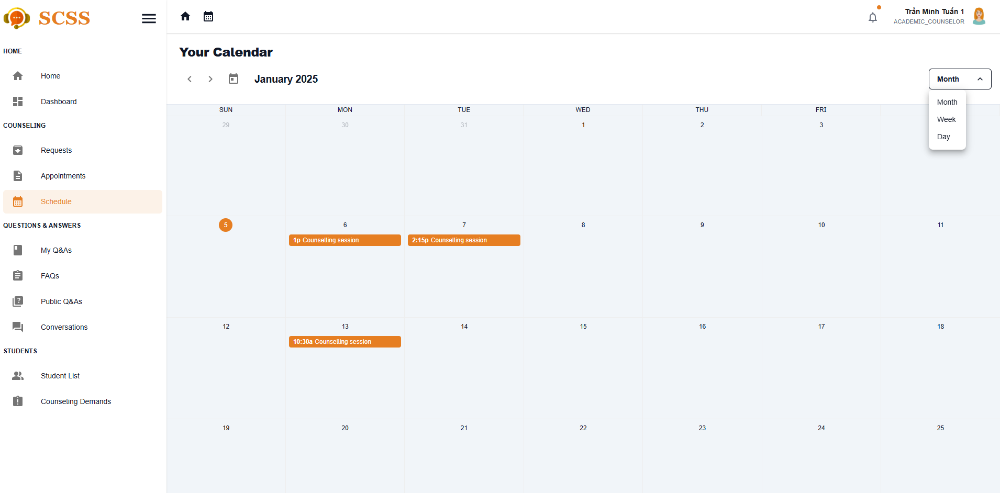 SCSS
Trần Minh Tuấn 1
ACADEMIC_COUNSELOR
HOME
Home
Dashboard
COUNSELING
Requests
Appointments
Schedule
QUESTIONS & ANSWERS
My Q&As
FAQs
Public Q&As
Conversations
STUDENTS
Student List
Counseling Demands
Your Calendar
January 2025
Month
Month
Week
Day
SUN MON TUE WED THU FRI
29 30 31 1 2 3
5 6 7 8 9 10 11
1p Counselling session 2:15p Counselling session
12 13 14 15 16 17 18
10:30a Counselling session
19 20 21 22 23 24 25